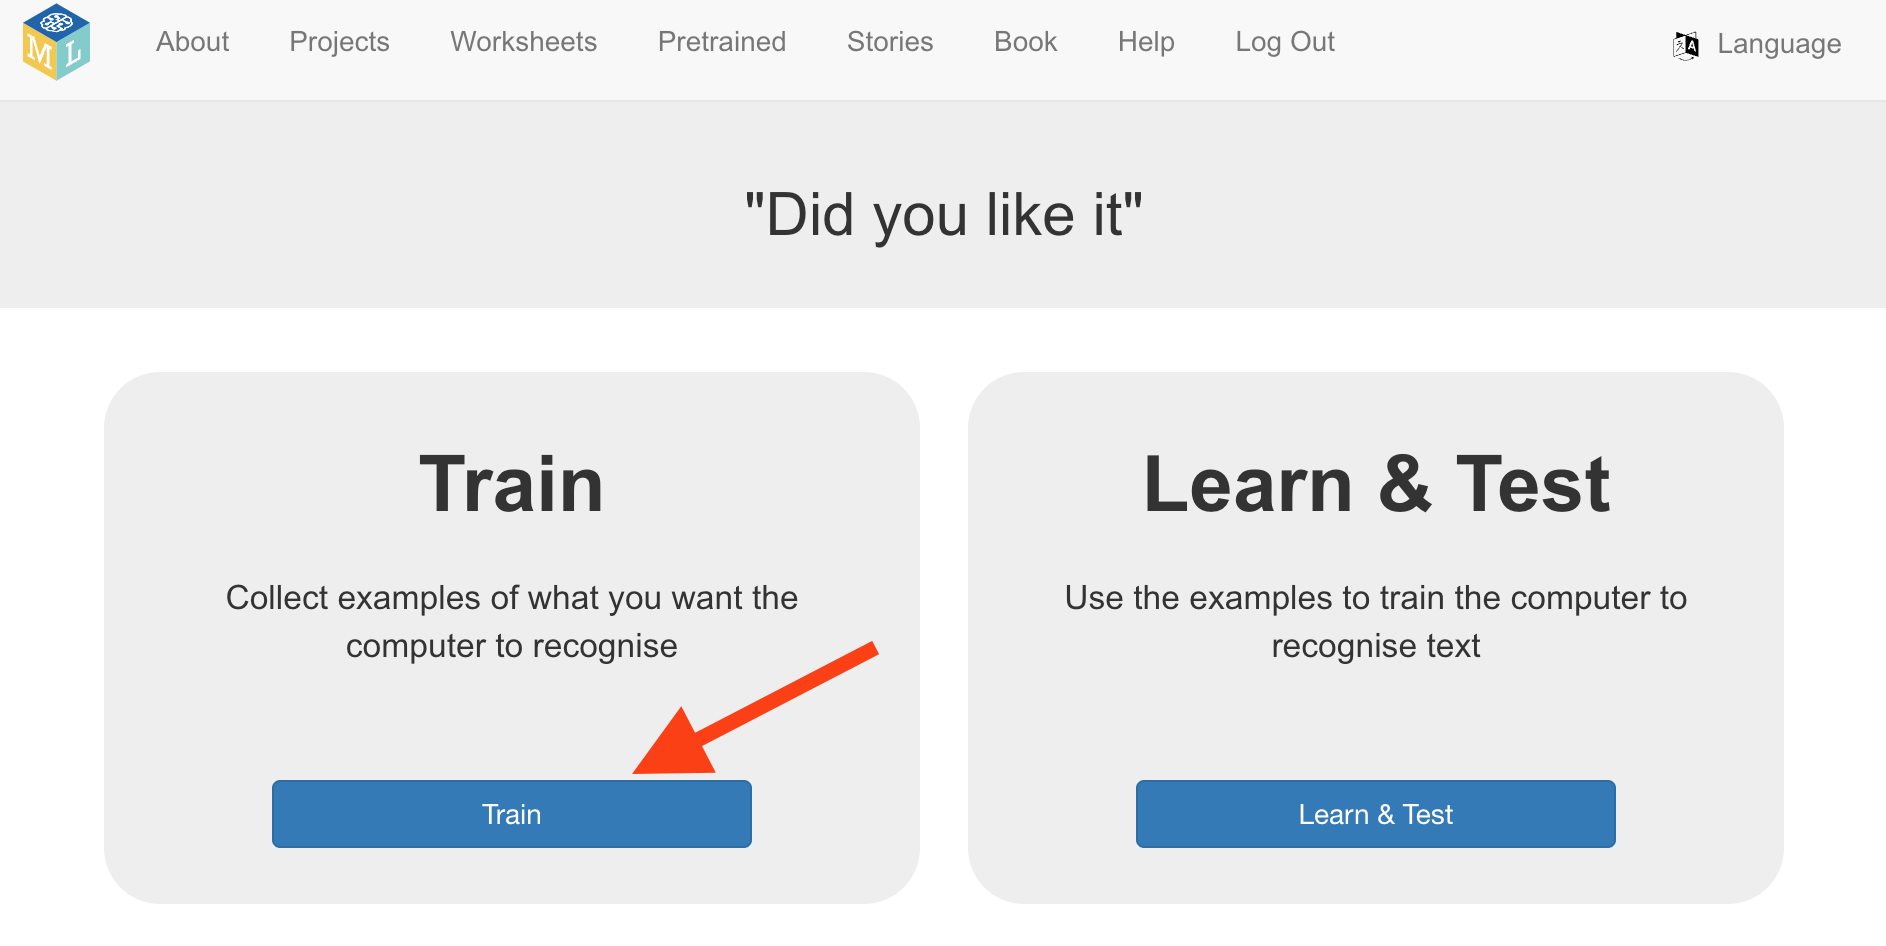 M L
About Projects Worksheets Pretrained Stories Book Help Log Out Language
"Did you like it"
Train
Collect examples of what you want the
computer to recognise
Train
Learn & Test
Use the examples to train the computer to
recognise text
Learn & Test